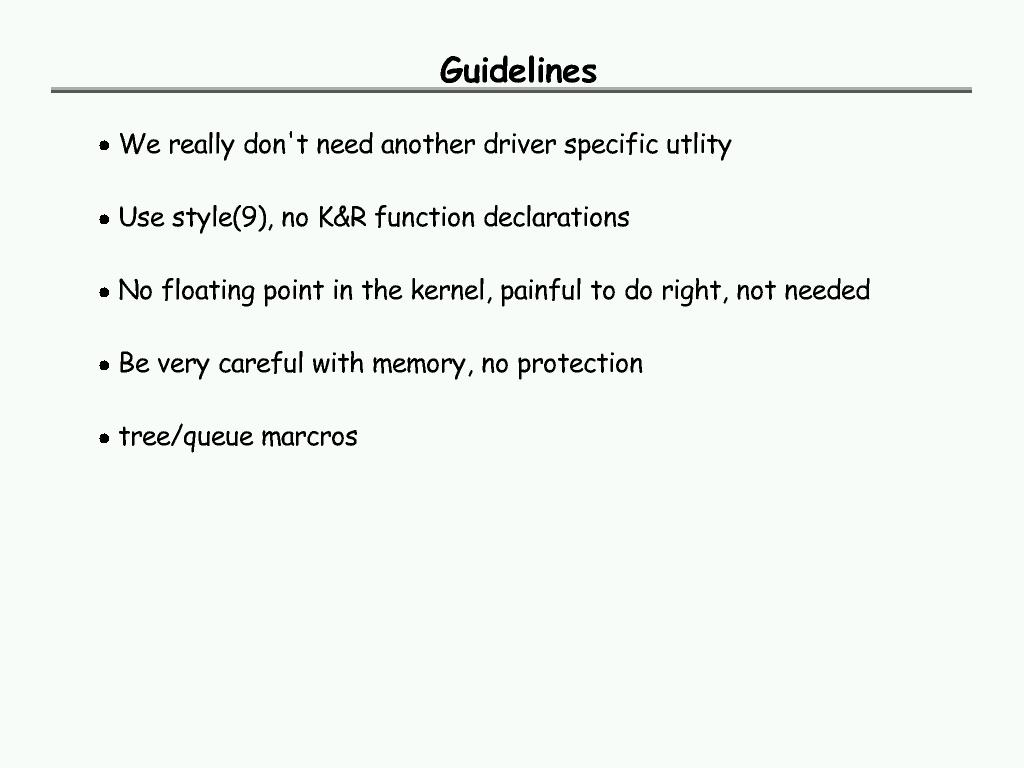 Guidelines
• We really don't need another driver specific utlity
• Use style(9), no K&R function declarations
• No floating point in the kernel, painful to do right, not needed
• Be very careful with memory, no protection
• tree/queue marcros